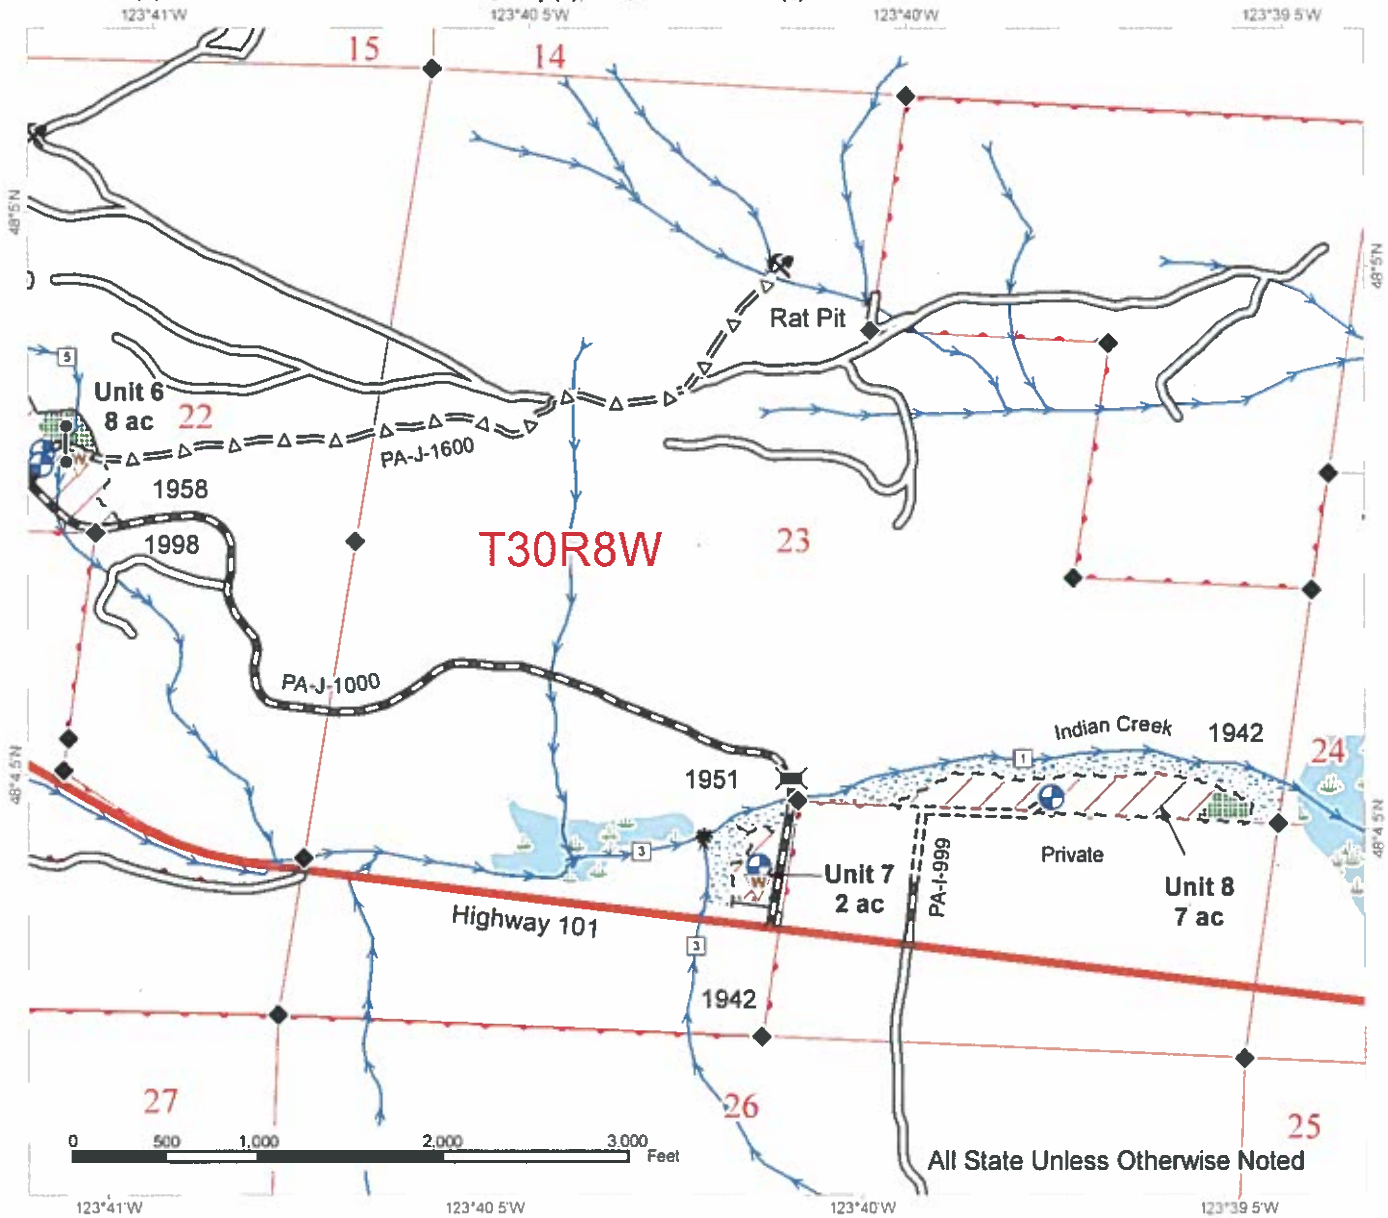 123°41'W
123°40 5'W
123°40'W
123°39 5'W
15
14
48°5'N
48°5'N
Rat Pit
5
Unit 6
8 ac
22
PA-J-1600
W
1958
1998
T30R8W
23
PA-J-1000
Indian Creek
1942
24
1
1951
48°4.5'N
48°4.5'N
3
Unit 7
2 ac
W
PA-I-999
Private
Unit 8
7 ac
Highway 101
3
1942
27
26
25
0 500 1,000 2,000 3,000
Feet
All State Unless Otherwise Noted
123°41'W
123°40 5'W
123°40'W
123°39 5'W